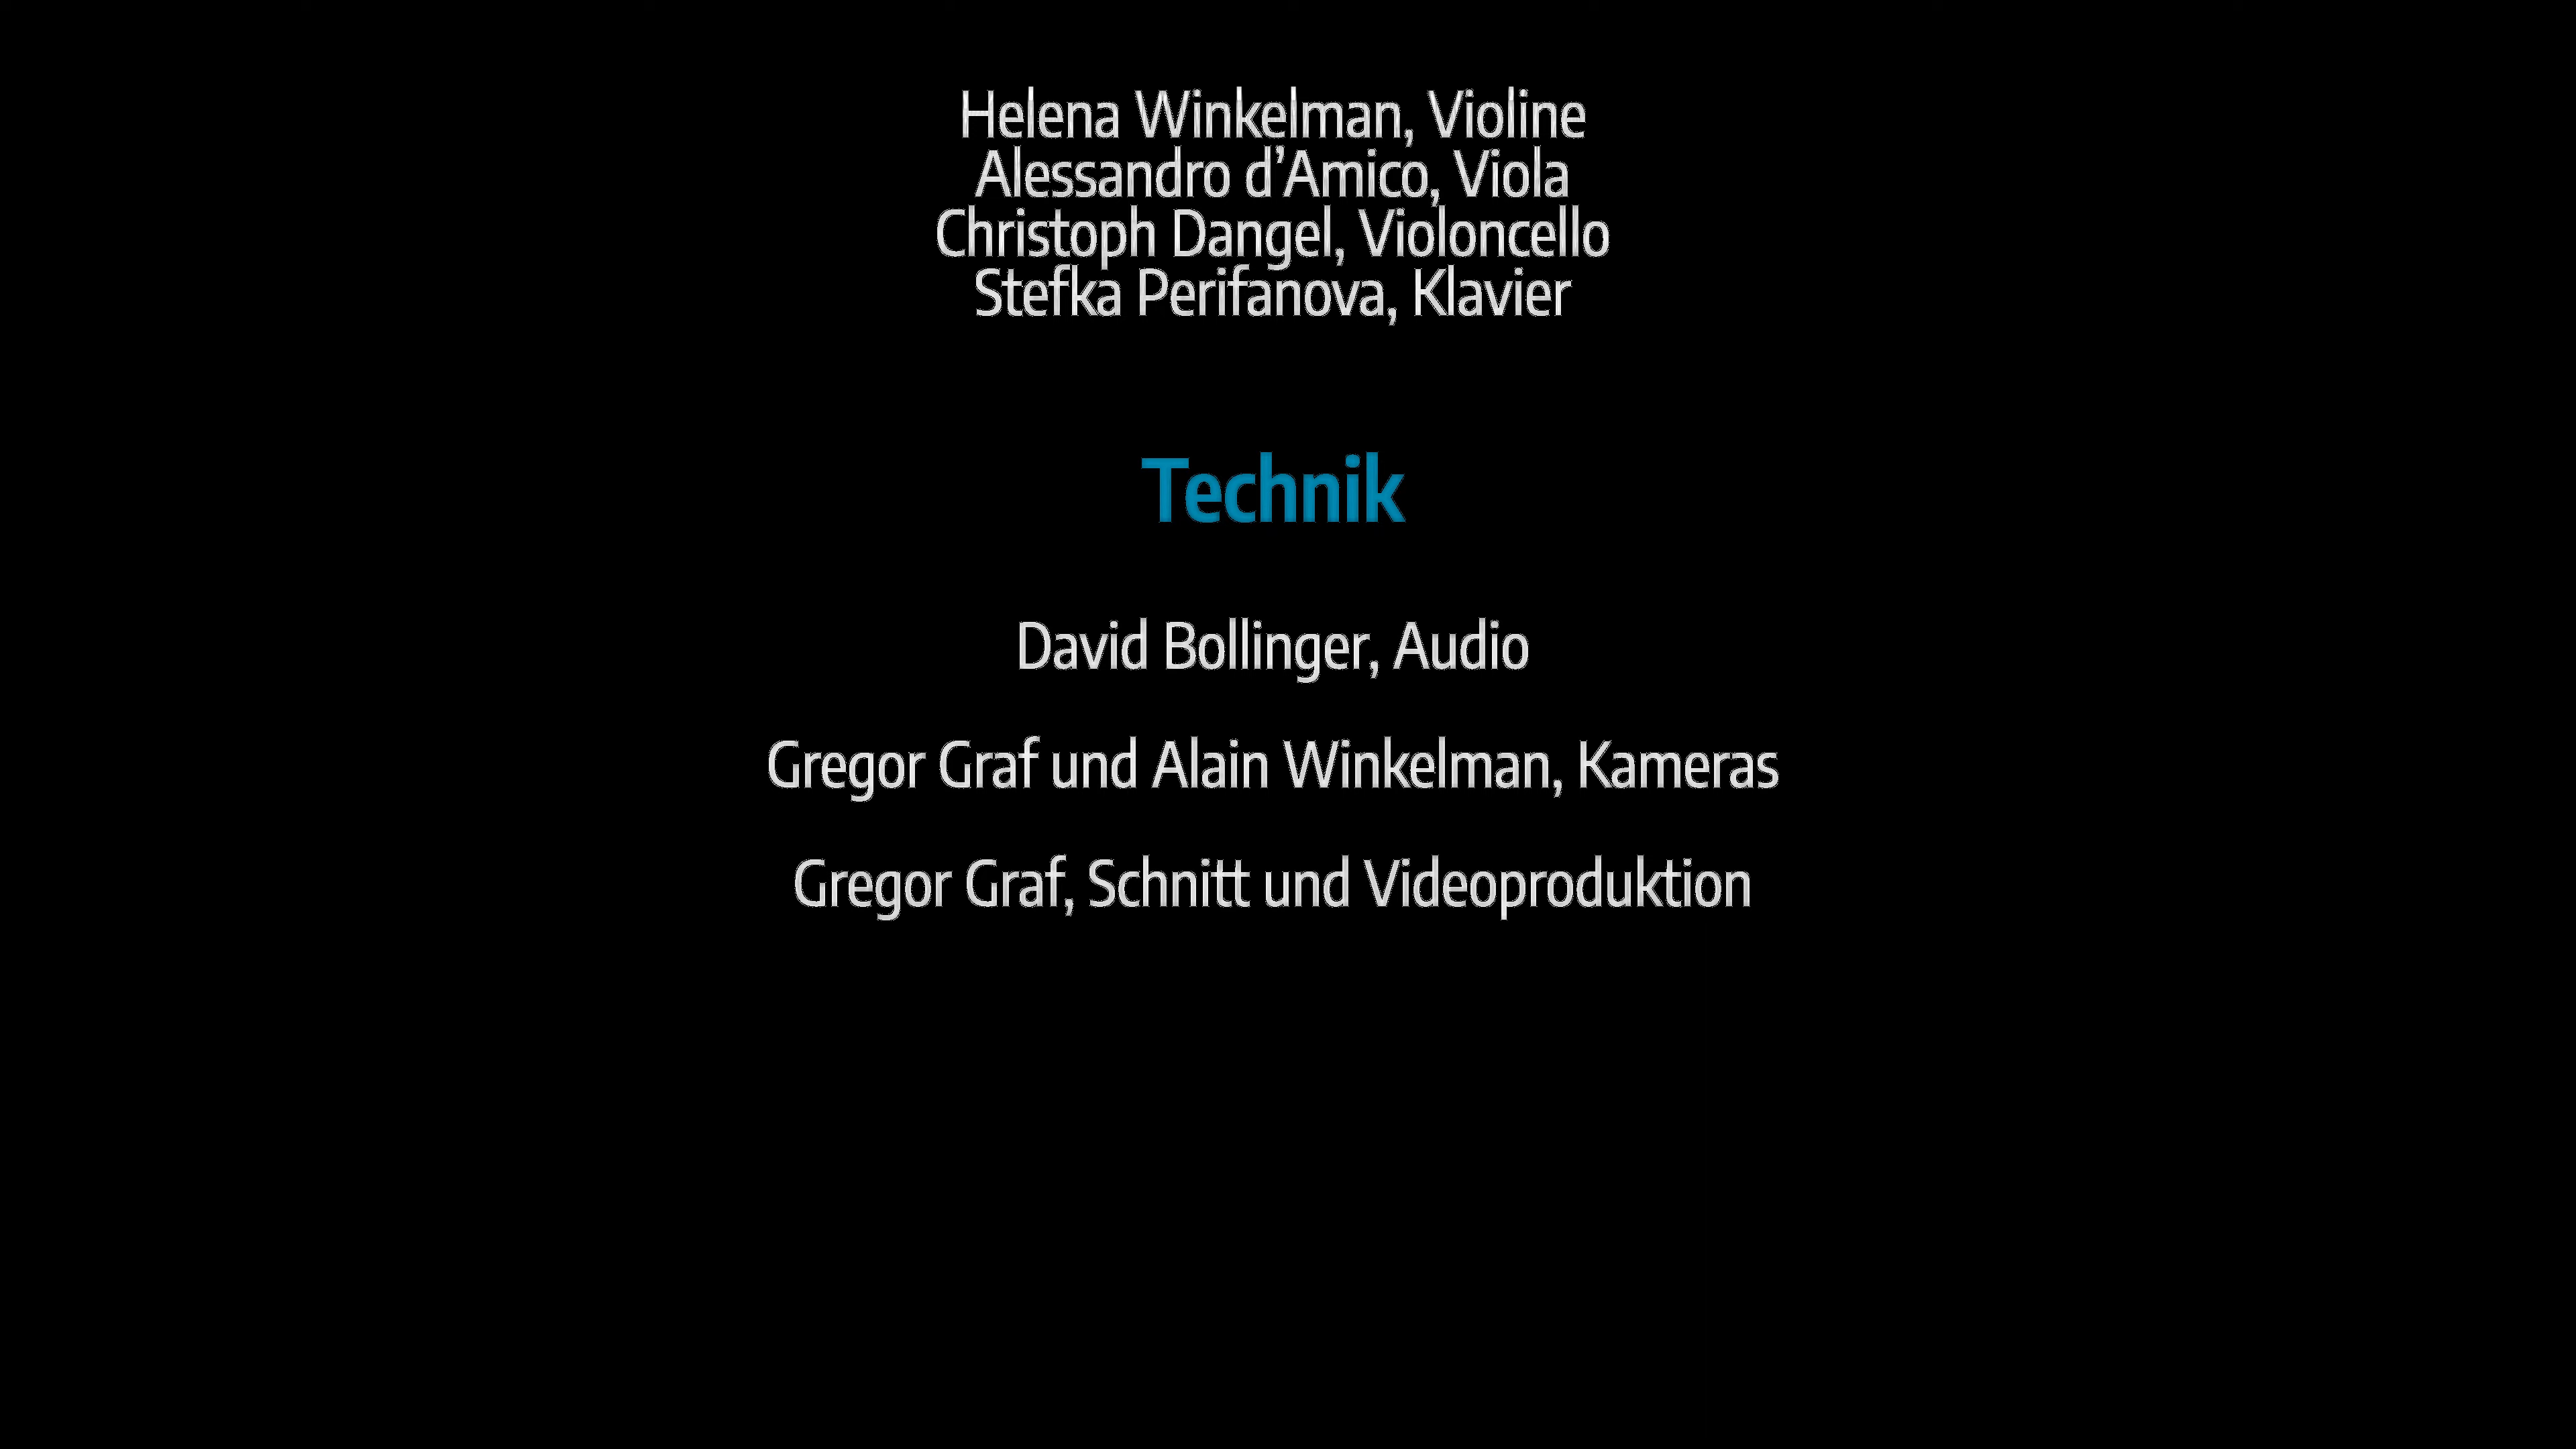 Helena Winkelman, Violine
Alessandro d’Amico, Viola
Christoph Dangel, Violoncello
Stefka Perifanova, Klavier
Technik
David Bollinger, Audio
Gregor Graf und Alain Winkelman, Kameras
Gregor Graf, Schnitt und Videoproduktion